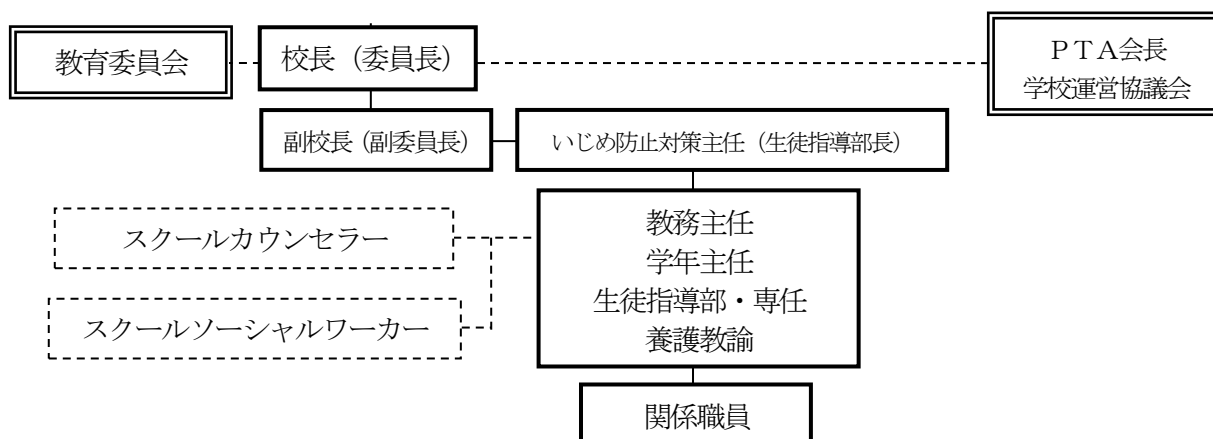 教育委員会
校長（委員長）
ＰＴＡ会長
学校運営協議会
副校長（副委員長）
いじめ防止対策主任（生徒指導部長）
スクールカウンセラー
スクールソーシャルワーカー
教務主任
学年主任
生徒指導部・専任
養護教諭
関係職員